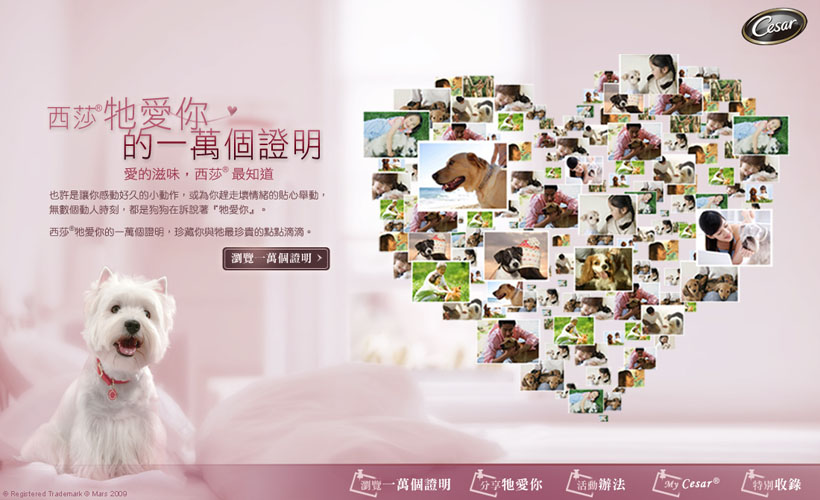 Cesar
西莎®牠愛你
的一萬個證明
愛的滋味，西莎®最知道
也許是讓你感動好久的小動作，或為你趕走壞情緒的貼心舉動，
無數個動人時刻，都是狗狗在訴說著『牠愛你』。
西莎®牠愛你的一萬個證明，珍藏你與牠最珍貴的點點滴滴。
瀏覽一萬個證明 >
瀏覽一萬個證明 分享牠愛你 活動辦法 My Cesar® 特別收錄
® Registered Trademark @ Mars 2009